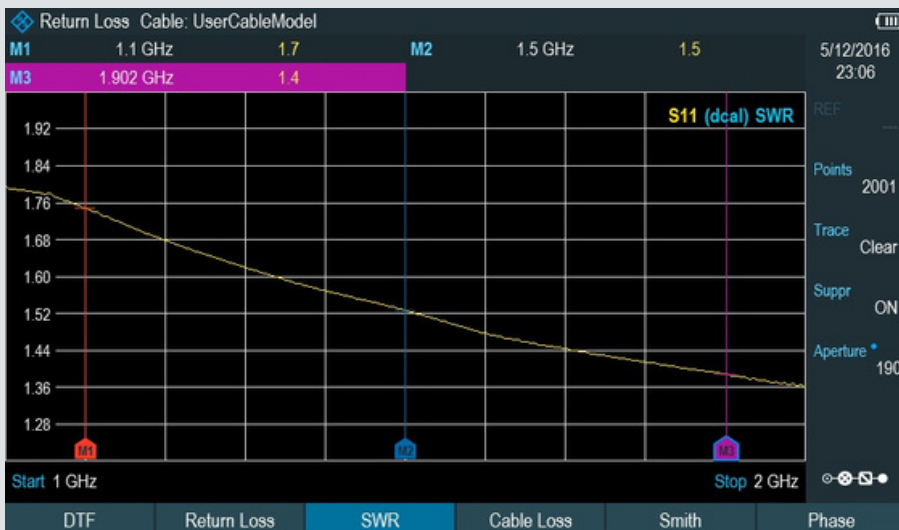 Return Loss Cable: UserCableModel
M1 1.1 GHz 1.7 M2 1.5 GHz 1.5
5/12/2016
23:06
M3 1.902 GHz 1.4
S11 (dcal) SWR
REF
---
Points
2001
Trace
Clear
Suppr
ON
Aperture
190
1.92
1.84
1.76
1.68
1.60
1.52
1.44
1.36
1.28
M1 M2 M3
Start 1 GHz Stop 2 GHz
DTF Return Loss SWR Cable Loss Smith Phase